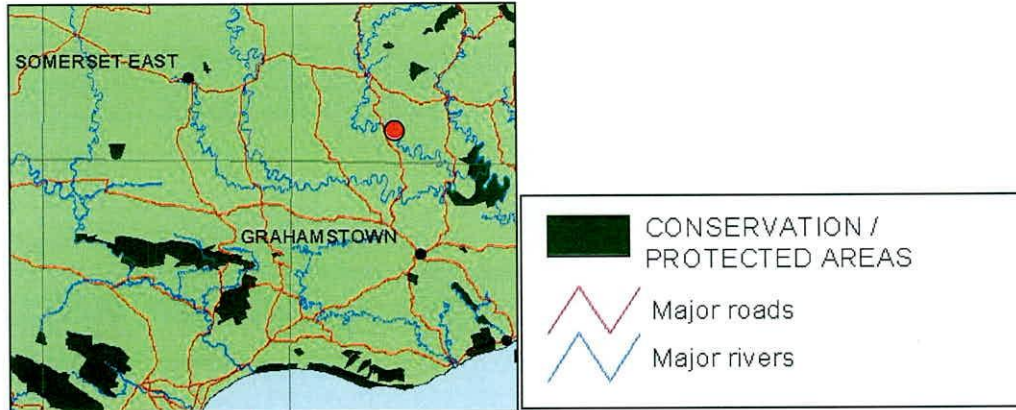 SOMERSET EAST
GRAHAMSTOWN
CONSERVATION /
PROTECTED AREAS
Major roads
Major rivers